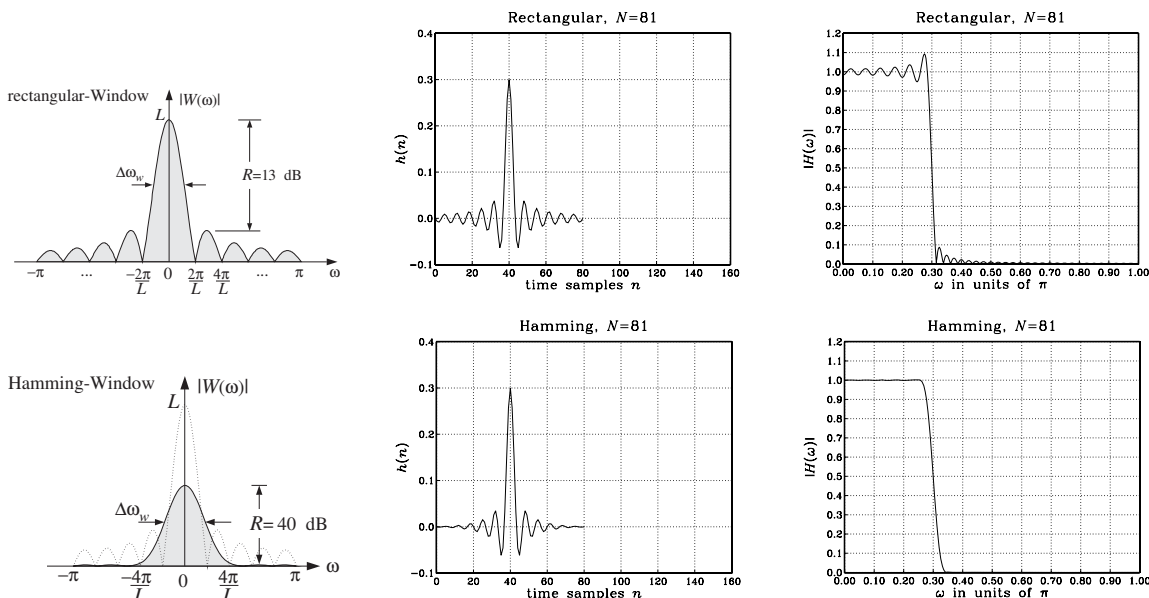 rectangular-Window
|W(ω)|
L
Δω_w
R=13 dB
−π ... −2π/L 0 2π/L 4π/L ... π ω
Rectangular, N=81
h(n)
0.4
0.3
0.2
0.1
0.0
−0.1
0 20 40 60 80 100 120 140 160
time samples n
Rectangular, N=81
|H(ω)|
1.2
1.1
1.0
0.9
0.8
0.7
0.6
0.5
0.4
0.3
0.2
0.1
0.0
0.00 0.10 0.20 0.30 0.40 0.50 0.60 0.70 0.80 0.90 1.00
ω in units of π
Hamming-Window
|W(ω)|
L
Δω_w
R= 40 dB
−π −4π/L 0 4π/L π ω
Hamming, N=81
h(n)
0.4
0.3
0.2
0.1
0.0
−0.1
0 20 40 60 80 100 120 140 160
time samples n
Hamming, N=81
|H(ω)|
1.2
1.1
1.0
0.9
0.8
0.7
0.6
0.5
0.4
0.3
0.2
0.1
0.0
0.00 0.10 0.20 0.30 0.40 0.50 0.60 0.70 0.80 0.90 1.00
ω in units of π